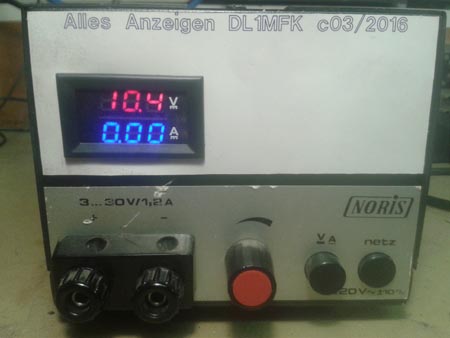 Alles Anzeigen DL1MFK c03/2016
10.4 V
0.00 A
3...30V/1,2A
NORIS
+ -
V A
netz